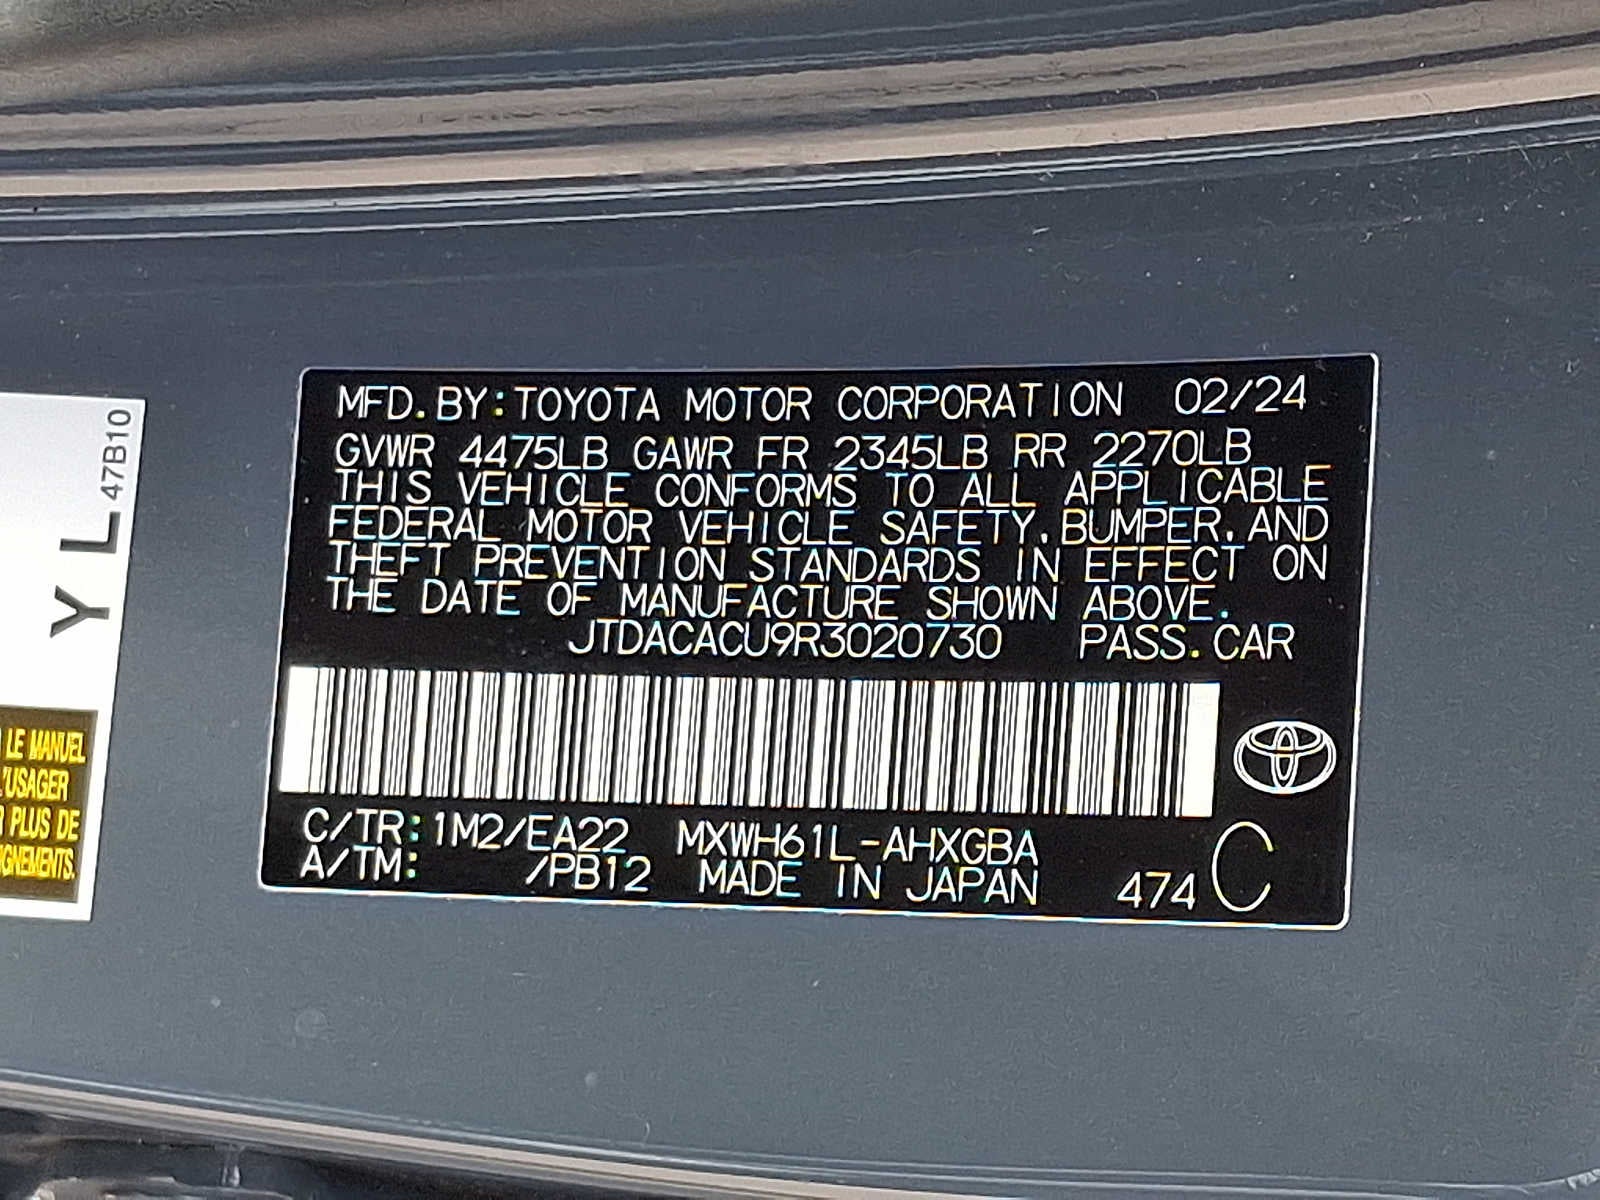 MFD.BY:TOYOTA MOTOR CORPORATION 02/24
GVWR 4475LB GAWR FR 2345LB RR 2270LB
THIS VEHICLE CONFORMS TO ALL APPLICABLE
FEDERAL MOTOR VEHICLE SAFETY,BUMPER,AND
THEFT PREVENTION STANDARDS IN EFFECT ON
THE DATE OF MANUFACTURE SHOWN ABOVE.
JTDACACU9R3020730 PASS.CAR
C/TR:1M2/EA22 MXWH61L-AHXGBA
A/TM: /PB12 MADE IN JAPAN 474 C
YL 47B10
LE MANUEL
L'USAGER
PLUS DE